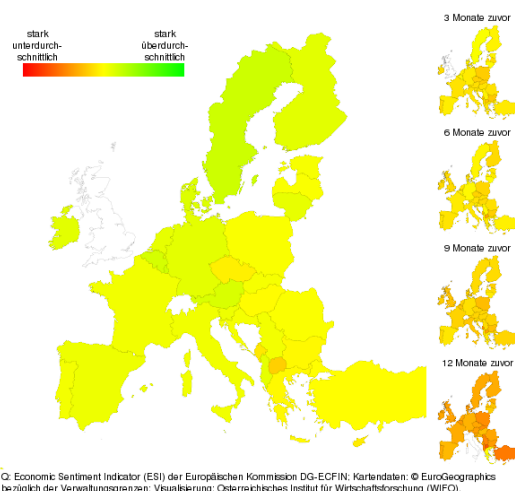 stark
unterdurch-
schnittlich
stark
überdurch-
schnittlich
3 Monate zuvor
6 Monate zuvor
9 Monate zuvor
12 Monate zuvor
Q: Economic Sentiment Indicator (ESI) der Europäischen Kommission DG-ECFIN; Kartendaten: © EuroGeographics
bezüglich der Verwaltungsgrenzen; Visualisierung: Österreichisches Institut für Wirtschaftsforschung (WIFO).